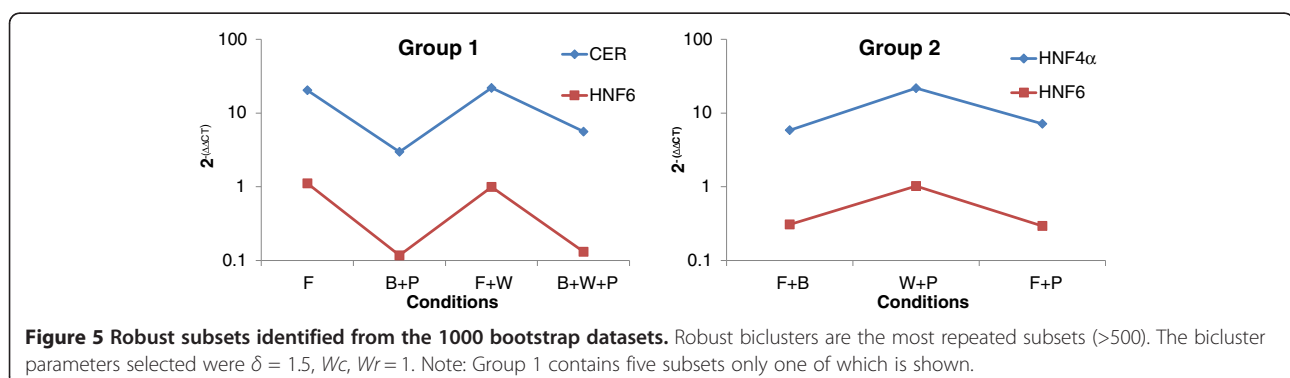 Group 1
CER
HNF6
100
10
1
0.1
2-(ΔΔCT)
F
B+P
F+W
B+W+P
Conditions
Group 2
HNF4α
HNF6
100
10
1
0.1
2-(ΔΔCT)
F+B
W+P
F+P
Conditions
Figure 5 Robust subsets identified from the 1000 bootstrap datasets. Robust biclusters are the most repeated subsets (>500). The bicluster
parameters selected were δ = 1.5, Wc, Wr = 1. Note: Group 1 contains five subsets only one of which is shown.